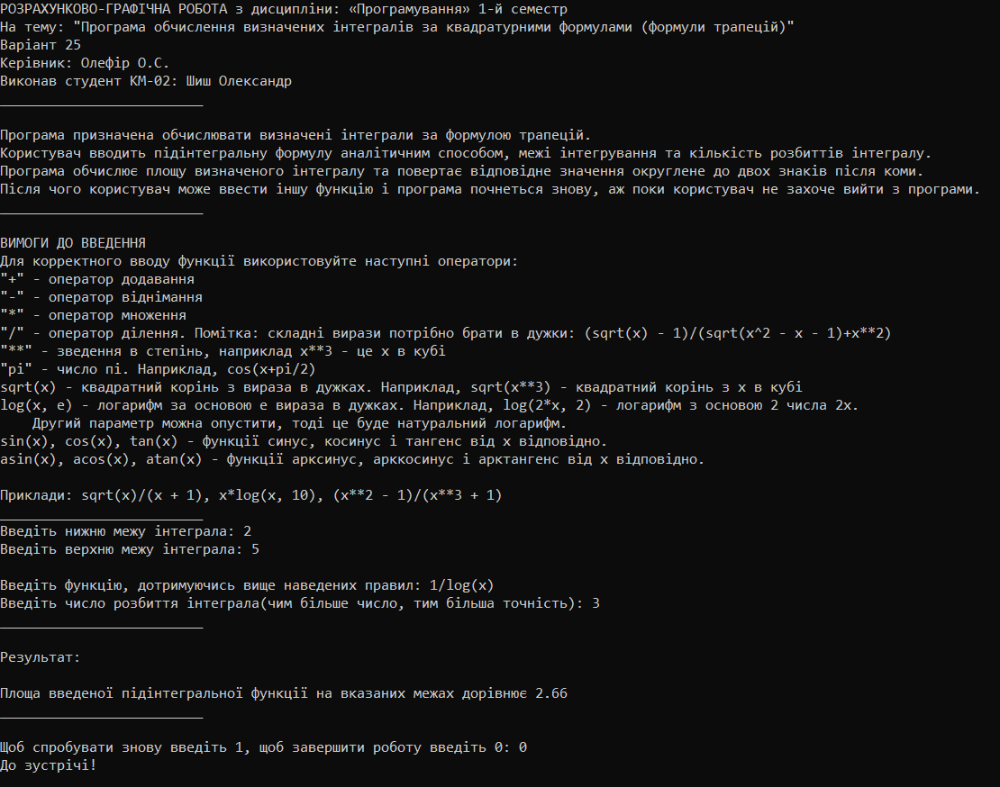 РОЗРАХУНКОВО-ГРАФІЧНА РОБОТА з дисципліни: «Програмування» 1-й семестр
На тему: "Програма обчислення визначених інтегралів за квадратурними формулами (формули трапецій)"
Варіант 25
Керівник: Олефір О.С.
Виконав студент КМ-02: Шиш Олександр
_________________________
Програма призначена обчислювати визначені інтеграли за формулою трапецій.
Користувач вводить підінтегральну формулу аналітичним способом, межі інтегрування та кількість розбиттів інтегралу.
Програма обчислює площу визначеного інтегралу та повертає відповідне значення округлене до двох знаків після коми.
Після чого користувач може ввести іншу функцію і програма почнеться знову, аж поки користувач не захоче вийти з програми.
_________________________
ВИМОГИ ДО ВВЕДЕННЯ
Для корректного вводу функції використовуйте наступні оператори:
"+" - оператор додавання
"-" - оператор віднімання
"*" - оператор множення
"/" - оператор ділення. Помітка: складні вирази потрібно брати в дужки: (sqrt(x) - 1)/(sqrt(x^2 - x - 1)+x**2)
"**" - зведення в степінь, наприклад x**3 - це x в кубі
"pi" - число пі. Наприклад, cos(x+pi/2)
sqrt(x) - квадратний корінь з вираза в дужках. Наприклад, sqrt(x**3) - квадратний корінь з x в кубі
log(x, e) - логарифм за основою e вираза в дужках. Наприклад, log(2*x, 2) - логарифм з основою 2 числа 2x.
Другий параметр можна опустити, тоді це буде натуральний логарифм.
sin(x), cos(x), tan(x) - функції синус, косинус і тангенс від x відповідно.
asin(x), acos(x), atan(x) - функції арксинус, арккосинус і арктангенс від x відповідно.
Приклади: sqrt(x)/(x + 1), x*log(x, 10), (x**2 - 1)/(x**3 + 1)
_________________________
Введіть нижню межу інтеграла: 2
Введіть верхню межу інтеграла: 5
Введіть функцію, дотримуючись вище наведених правил: 1/log(x)
Введіть число розбиття інтеграла(чим більше число, тим більша точність): 3
_________________________
Результат:
Площа введеної підінтегральної функції на вказаних межах дорівнює 2.66
_________________________
Щоб спробувати знову введіть 1, щоб завершити роботу введіть 0: 0
До зустрічі!